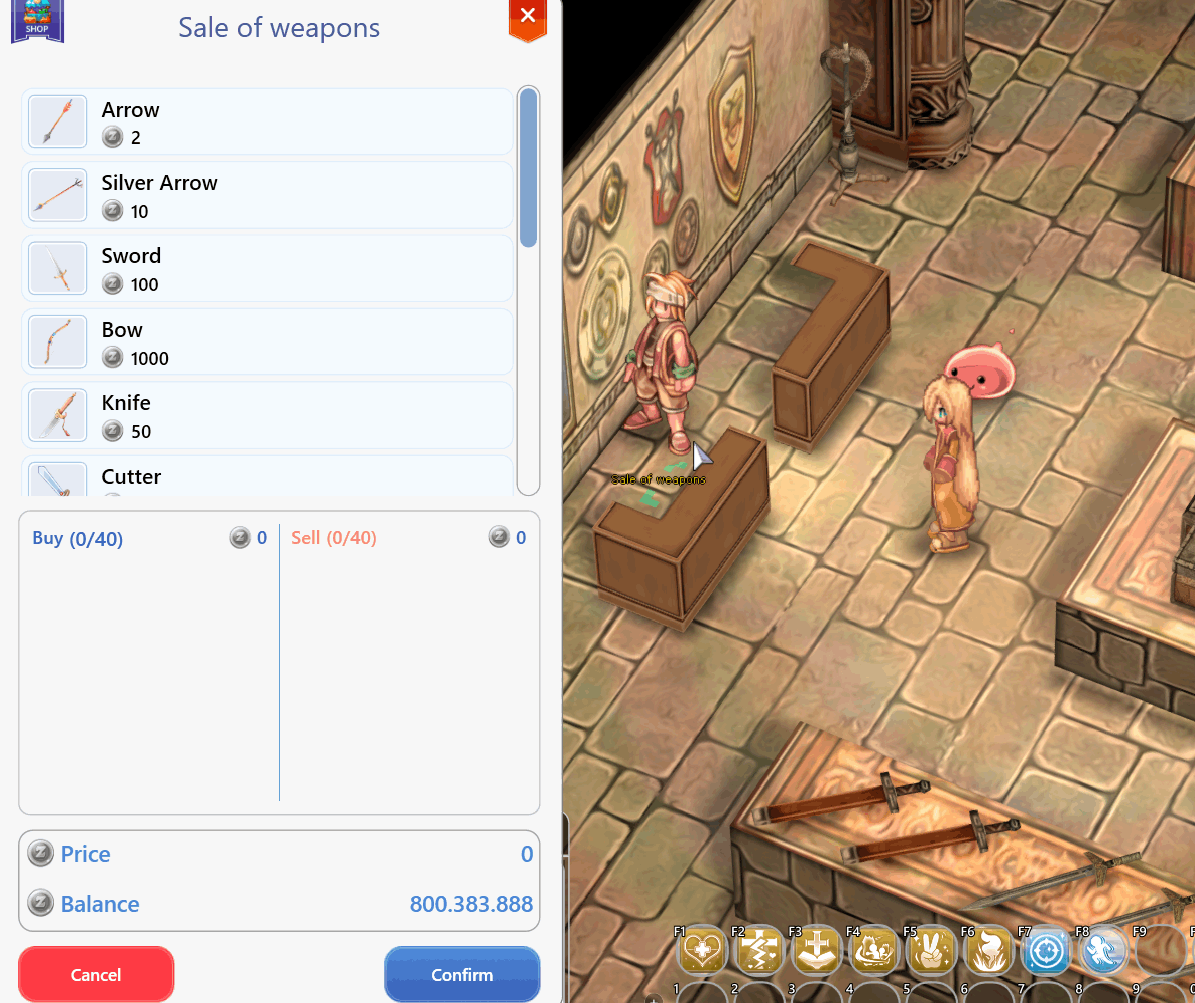 SHOP
Sale of weapons
Arrow
2
Silver Arrow
10
Sword
100
Bow
1000
Knife
50
Cutter
Buy (0/40)
0
Sell (0/40)
0
Price
0
Balance
800.383.888
Cancel
Confirm
Sale of weapons
F1 F2 F3 F4 F5 F6 F7 F8 F9
1 2 3 4 5 6 7 8 9